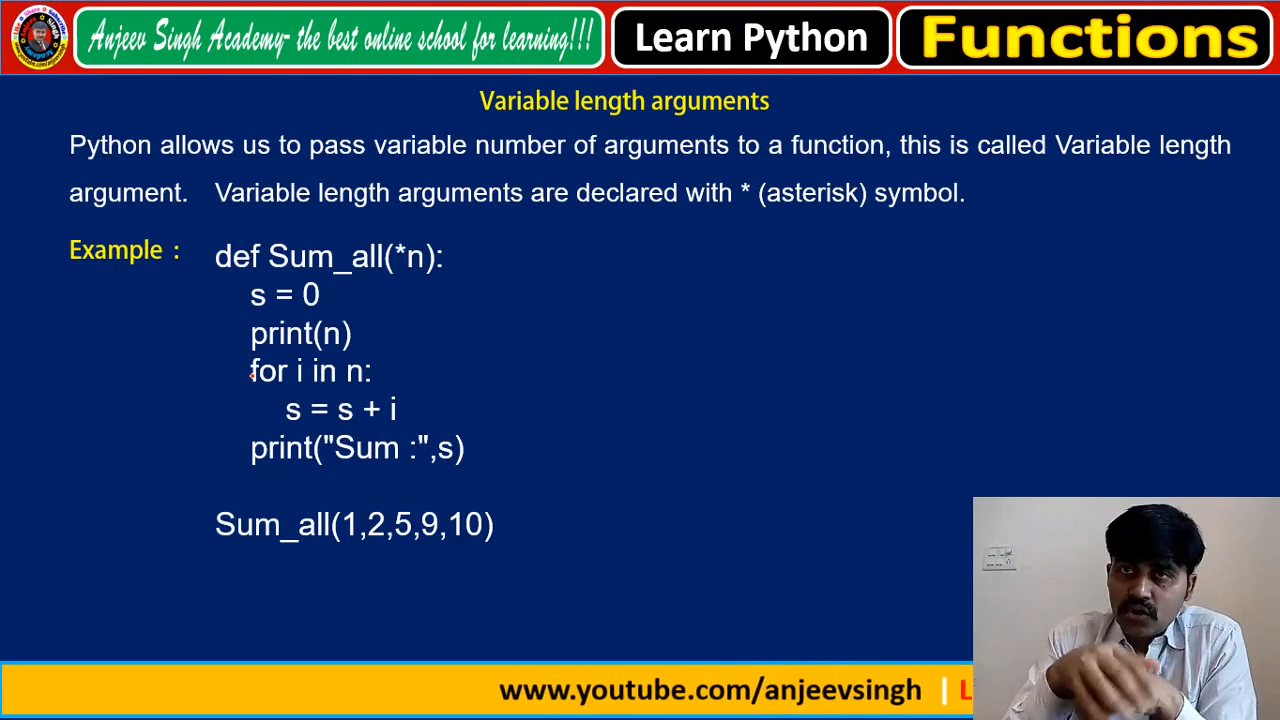 Anjeev Singh Academy- the best online school for learning!!!
Learn Python
Functions
Variable length arguments
Python allows us to pass variable number of arguments to a function, this is called Variable length
argument. Variable length arguments are declared with * (asterisk) symbol.
Example :
def Sum_all(*n):
s = 0
print(n)
for i in n:
s = s + i
print("Sum :",s)
Sum_all(1,2,5,9,10)
www.youtube.com/anjeevsingh | L